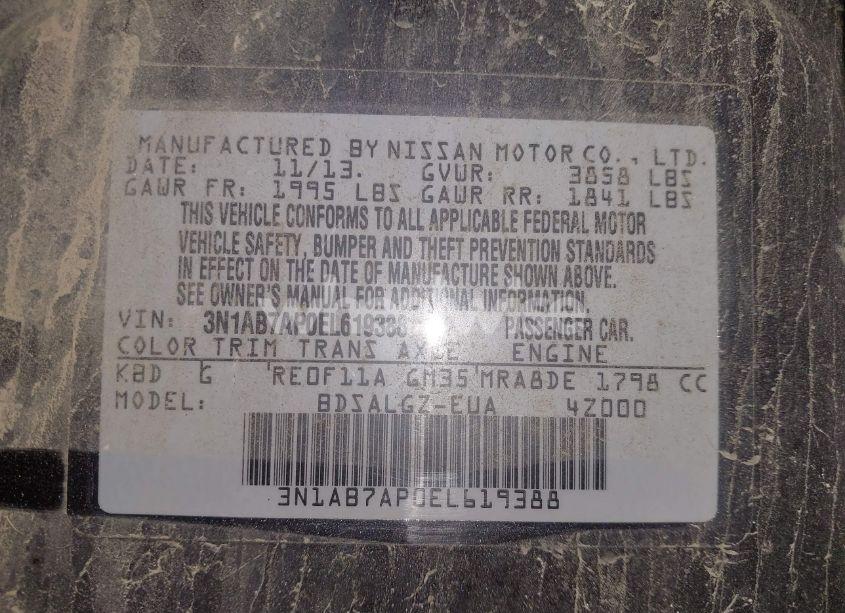 MANUFACTURED BY NISSAN MOTOR CO., LTD.
DATE: 11/13. GVWR: 3858 LBS
GAWR FR: 1995 LBS GAWR RR: 1841 LBS
THIS VEHICLE CONFORMS TO ALL APPLICABLE FEDERAL MOTOR
VEHICLE SAFETY, BUMPER AND THEFT PREVENTION STANDARDS
IN EFFECT ON THE DATE OF MANUFACTURE SHOWN ABOVE.
SEE OWNER'S MANUAL FOR ADDITIONAL INFORMATION.
VIN: 3N1AB7AP0EL619388 PASSENGER CAR.
COLOR TRIM TRANS AXLE ENGINE
KBD G RE0F11A GM35 MRA8DE 1798 CC
MODEL: BDSALGZ-EUA 4Z000
3N1AB7AP0EL619388